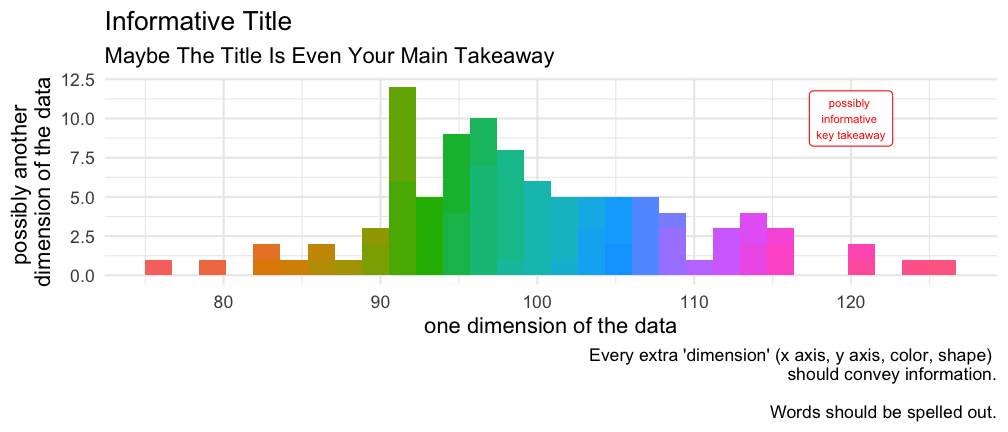 Informative Title
Maybe The Title Is Even Your Main Takeaway
possibly another
dimension of the data
12.5
10.0
7.5
5.0
2.5
0.0
possibly
informative
key takeaway
80
90
100
110
120
one dimension of the data
Every extra 'dimension' (x axis, y axis, color, shape)
should convey information.
Words should be spelled out.